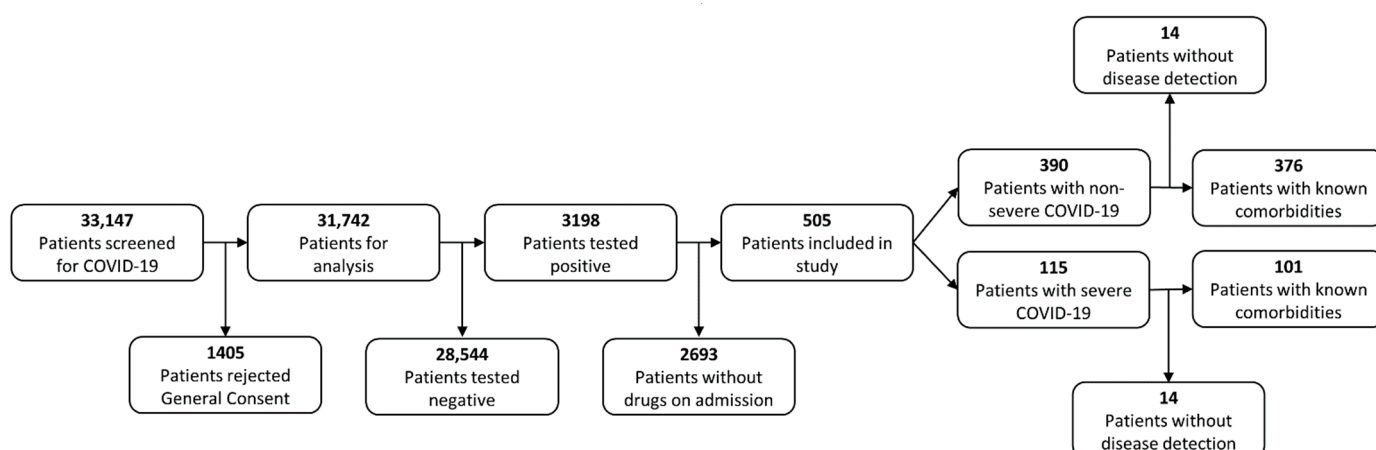 33,147
Patients screened
for COVID-19
1405
Patients rejected
General Consent
31,742
Patients for
analysis
28,544
Patients tested
negative
3198
Patients tested
positive
2693
Patients without
drugs on admission
505
Patients included in
study
390
Patients with non-
severe COVID-19
14
Patients without
disease detection
376
Patients with known
comorbidities
115
Patients with severe
COVID-19
101
Patients with known
comorbidities
14
Patients without
disease detection